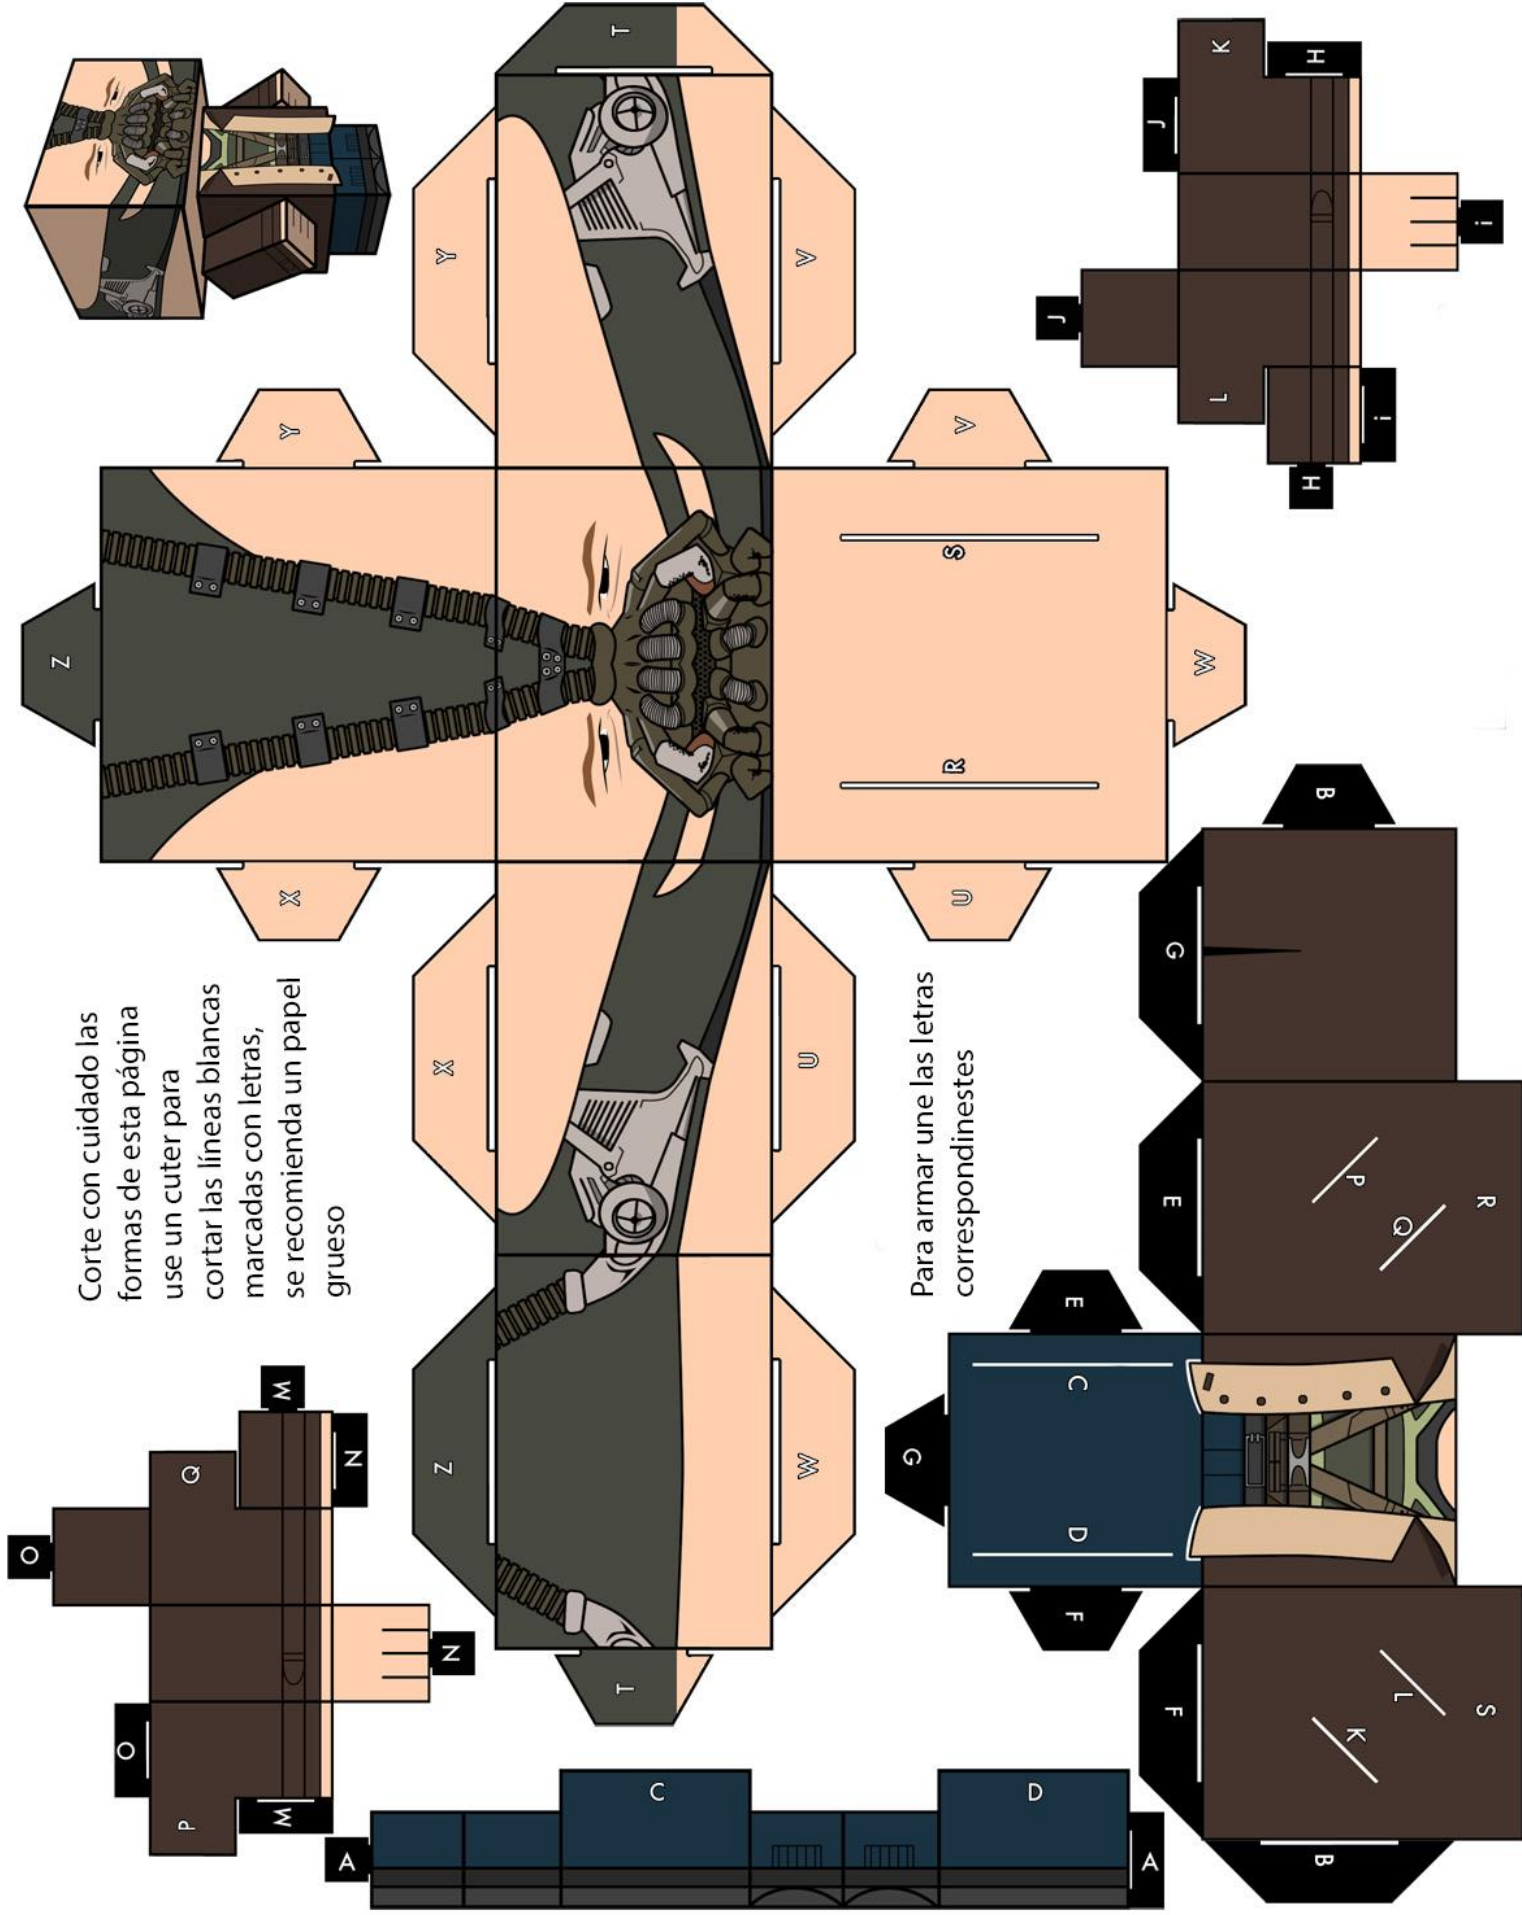 T
K
H
J
Y
V
i
J
L
i
H
Y
V
Z
S
R
W
X
U
B
G
Corte con cuidado las
formas de esta página
use un cuter para
cortar las líneas blancas
marcadas con letras,
se recomienda un papel
grueso
X
U
Para armar une las letras
correspondinestes
E
P
Q
R
E
C
G
D
F
Z
W
W
N
Q
O
N
O
P
W
T
F
L
K
S
B
A
C
D
A